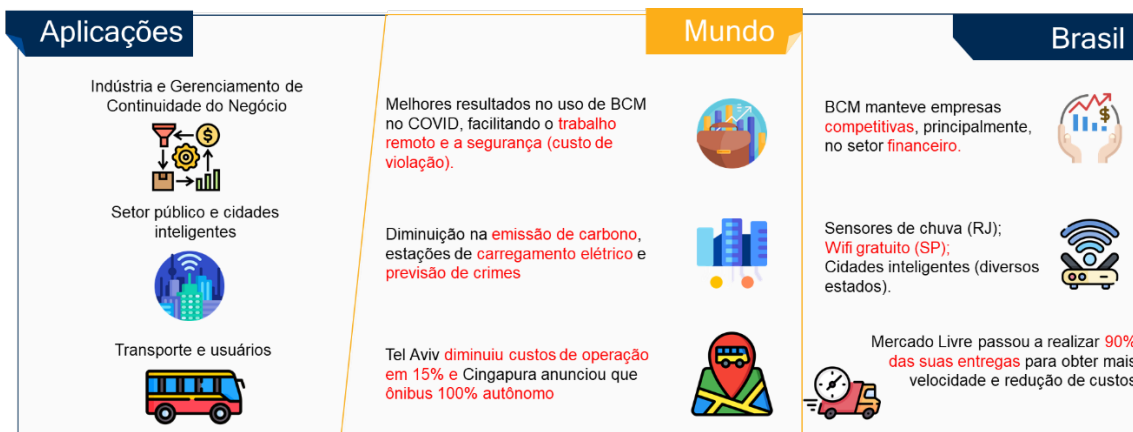 Aplicações
Mundo
Brasil
Indústria e Gerenciamento de
Continuidade do Negócio
Melhores resultados no uso de BCM
no COVID, facilitando o trabalho
remoto e a segurança (custo de
violação).
BCM manteve empresas
competitivas, principalmente,
no setor financeiro.
Setor público e cidades
inteligentes
Diminuição na emissão de carbono,
estações de carregamento elétrico e
previsão de crimes
Sensores de chuva (RJ);
Wifi gratuito (SP);
Cidades inteligentes (diversos
estados).
Transporte e usuários
Tel Aviv diminuiu custos de operação
em 15% e Cingapura anunciou que
ônibus 100% autônomo
Mercado Livre passou a realizar 90%
das suas entregas para obter mais
velocidade e redução de custos